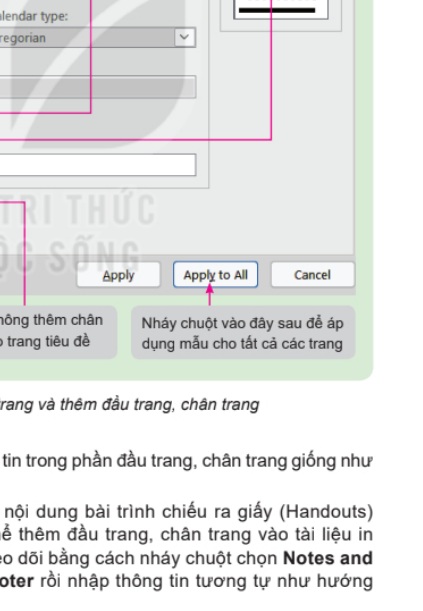 alendar type:
regorian
TRI THỨC
ỘC SỐNG
Apply
Apply to All
Cancel
hông thêm chân
trang tiêu đề
Nháy chuột vào đây sau để áp
dụng mẫu cho tất cả các trang
trang và thêm đầu trang, chân trang
tin trong phần đầu trang, chân trang giống như
nội dung bài trình chiếu ra giấy (Handouts)
ể thêm đầu trang, chân trang vào tài liệu in
eo dõi bằng cách nháy chuột chọn Notes and
oter rồi nhập thông tin tương tự như hướng